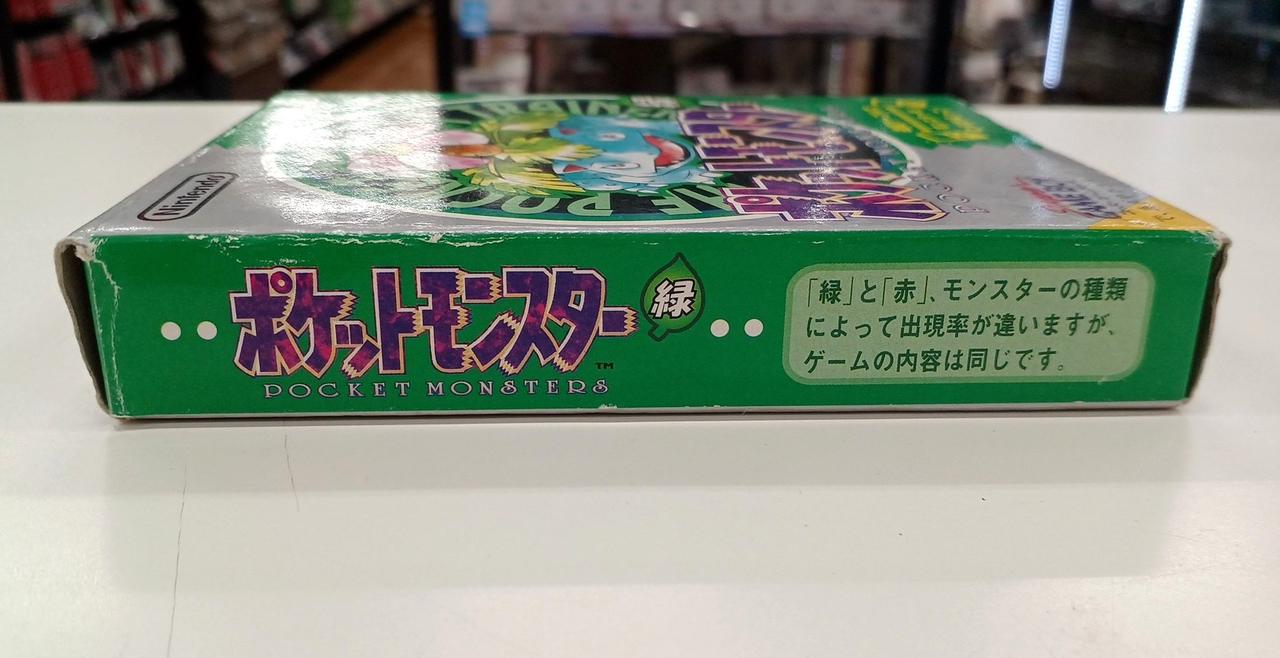 Nintendo
ポケットモンスター 緑
TM
POCKET MONSTERS
「緑」と「赤」、モンスターの種類
によって出現率が違いますが、
ゲームの内容は同じです。